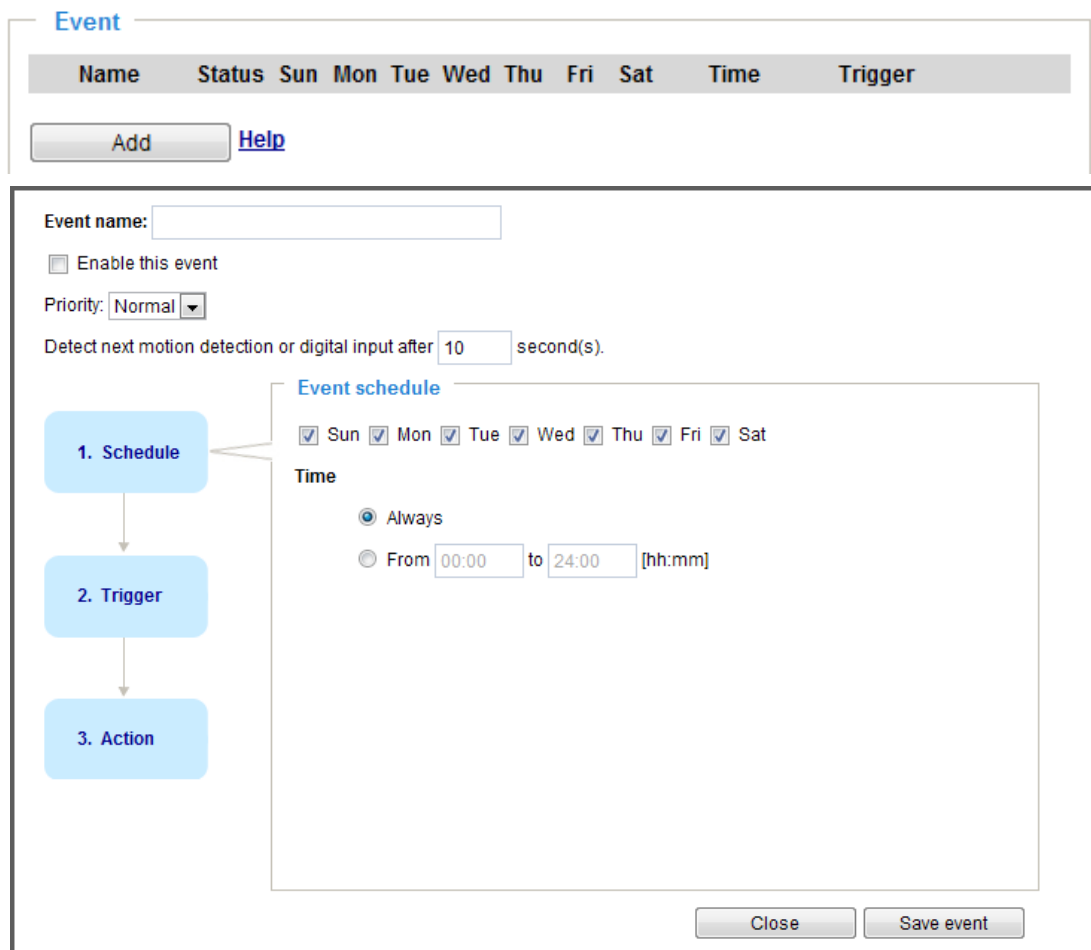 Event
Name Status Sun Mon Tue Wed Thu Fri Sat Time Trigger
Add Help
Event name:
Enable this event
Priority: Normal
Detect next motion detection or digital input after 10 second(s).
Event schedule
1. Schedule
Sun Mon Tue Wed Thu Fri Sat
Time
Always
From 00:00 to 24:00 [hh:mm]
2. Trigger
3. Action
Close Save event